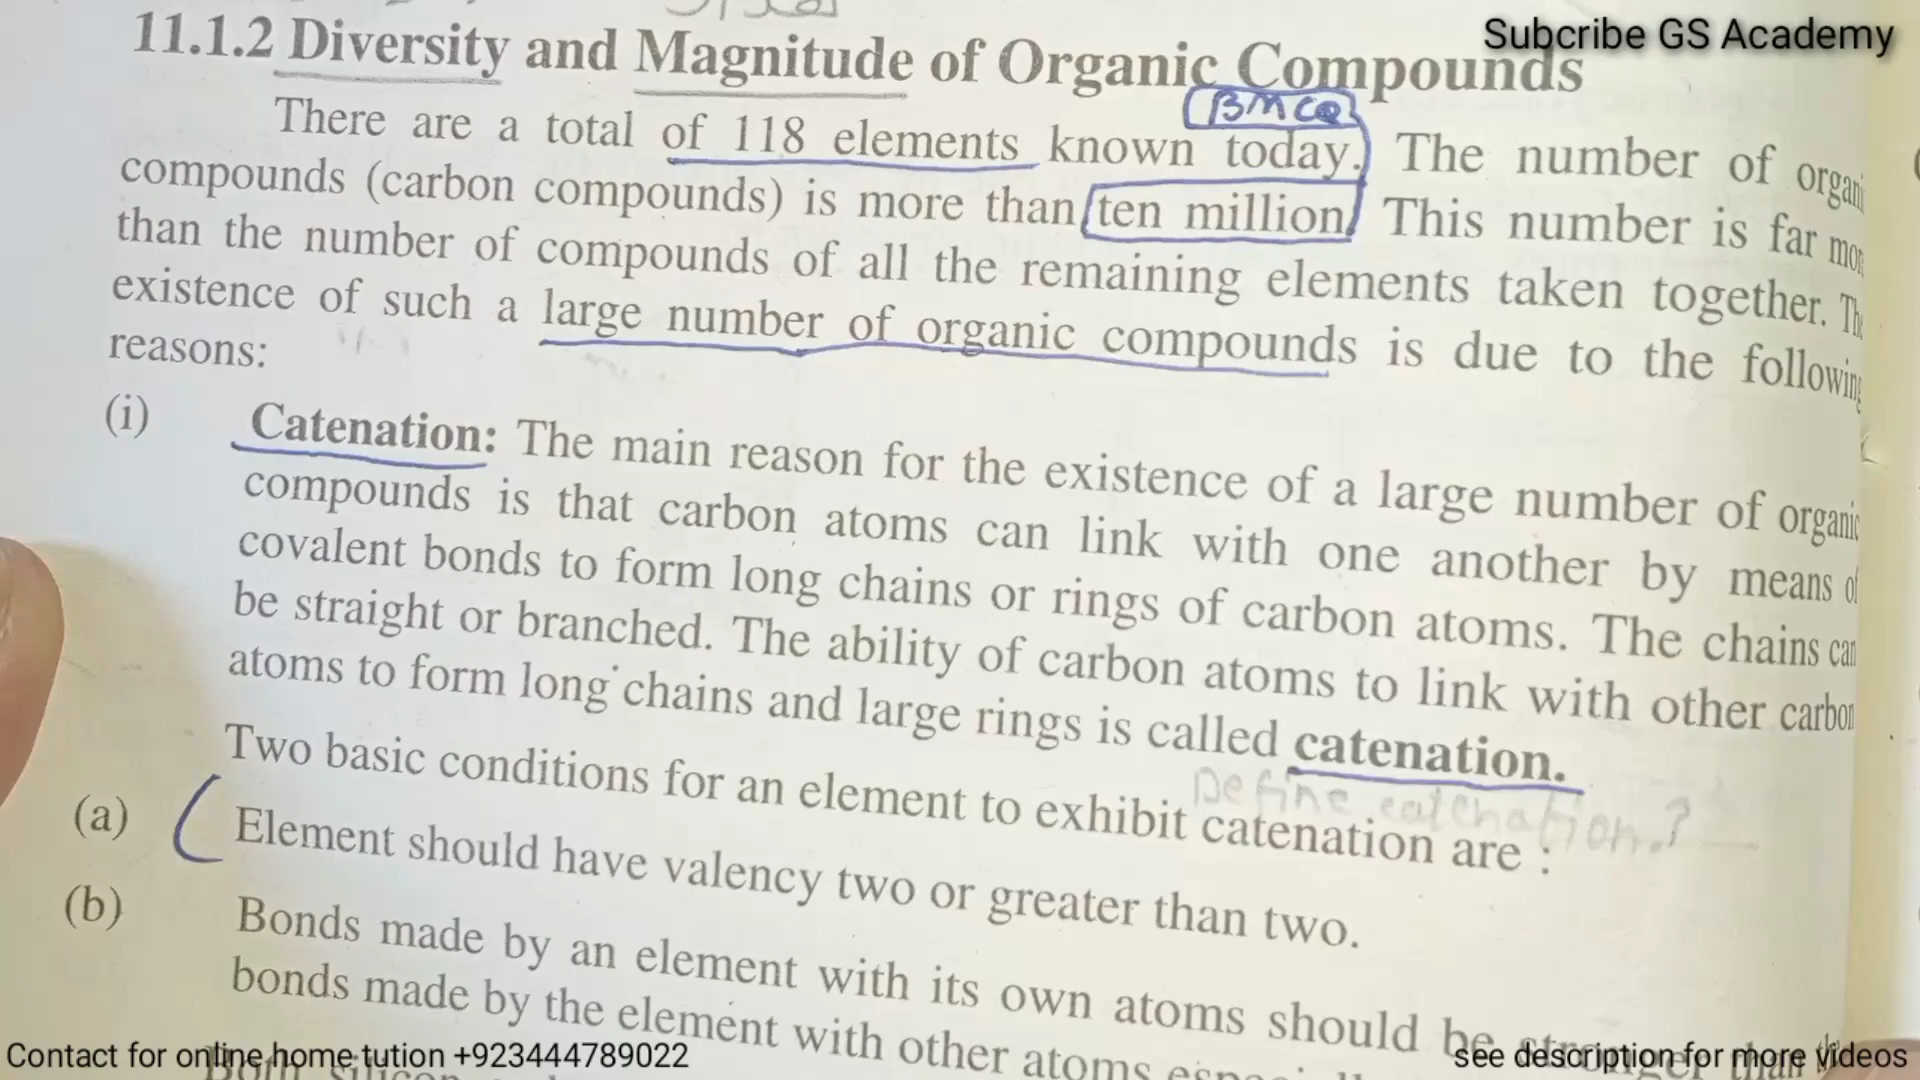 Subcribe GS Academy
11.1.2 Diversity and Magnitude of Organic Compounds
BMCQ
There are a total of 118 elements known today. The number of organi
compounds (carbon compounds) is more than ten million. This number is far mor
than the number of compounds of all the remaining elements taken together. Th
existence of such a large number of organic compounds is due to the following
reasons:
(i) Catenation: The main reason for the existence of a large number of organic
compounds is that carbon atoms can link with one another by means of
covalent bonds to form long chains or rings of carbon atoms. The chains can
be straight or branched. The ability of carbon atoms to link with other carbon
atoms to form long chains and large rings is called catenation.
Define catenation.?
Two basic conditions for an element to exhibit catenation are :
(a) Element should have valency two or greater than two.
(b) Bonds made by an element with its own atoms should be stronger than the
bonds made by the element with other atoms
Contact for online home tution +923444789022
see description for more videos
Both silicon